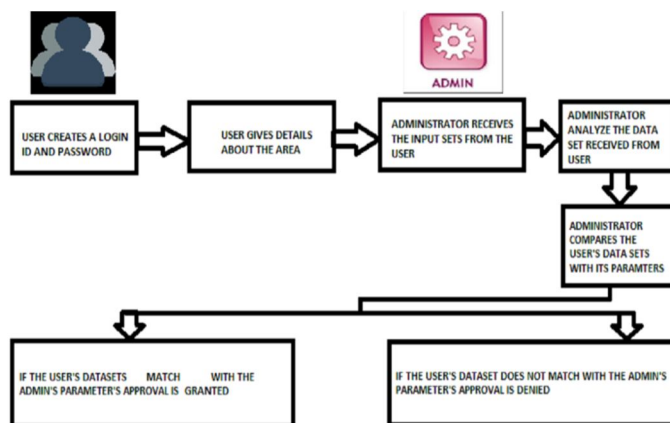 ADMIN
USER CREATES A LOGIN
ID AND PASSWORD
USER GIVES DETAILS
ABOUT THE AREA
ADMINISTRATOR RECEIVES
THE INPUT SETS FROM THE
USER
ADMINISTRATOR
ANALYZE THE DATA
SET RECEIVED FROM
USER
ADMINISTRATOR
COMPARES THE
USER'S DATA SETS
WITH ITS PARAMTERS
IF THE USER'S DATASETS MATCH WITH THE
ADMIN'S PARAMETER'S APPROVAL IS GRANTED
IF THE USER'S DATASET DOES NOT MATCH WITH THE ADMIN'S
PARAMETER'S APPROVAL IS DENIED